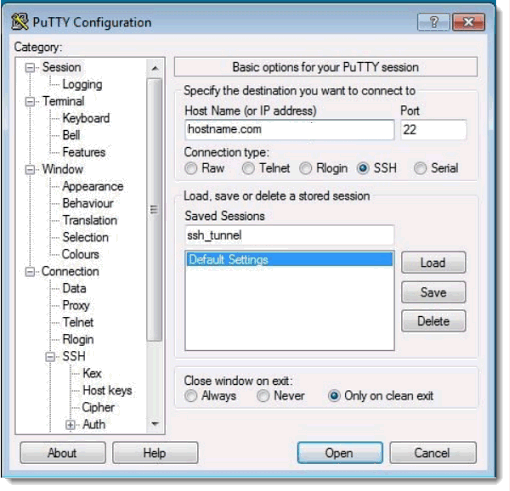 PuTTY Configuration
Category:
Session
Logging
Terminal
Keyboard
Bell
Features
Window
Appearance
Behaviour
Translation
Selection
Colours
Connection
Data
Proxy
Telnet
Rlogin
SSH
Kex
Host keys
Cipher
Auth
Basic options for your PuTTY session
Specify the destination you want to connect to
Host Name (or IP address) Port
hostname.com 22
Connection type:
Raw Telnet Rlogin SSH Serial
Load, save or delete a stored session
Saved Sessions
ssh_tunnel
Default Settings
Load
Save
Delete
Close window on exit:
Always Never Only on clean exit
About Help Open Cancel